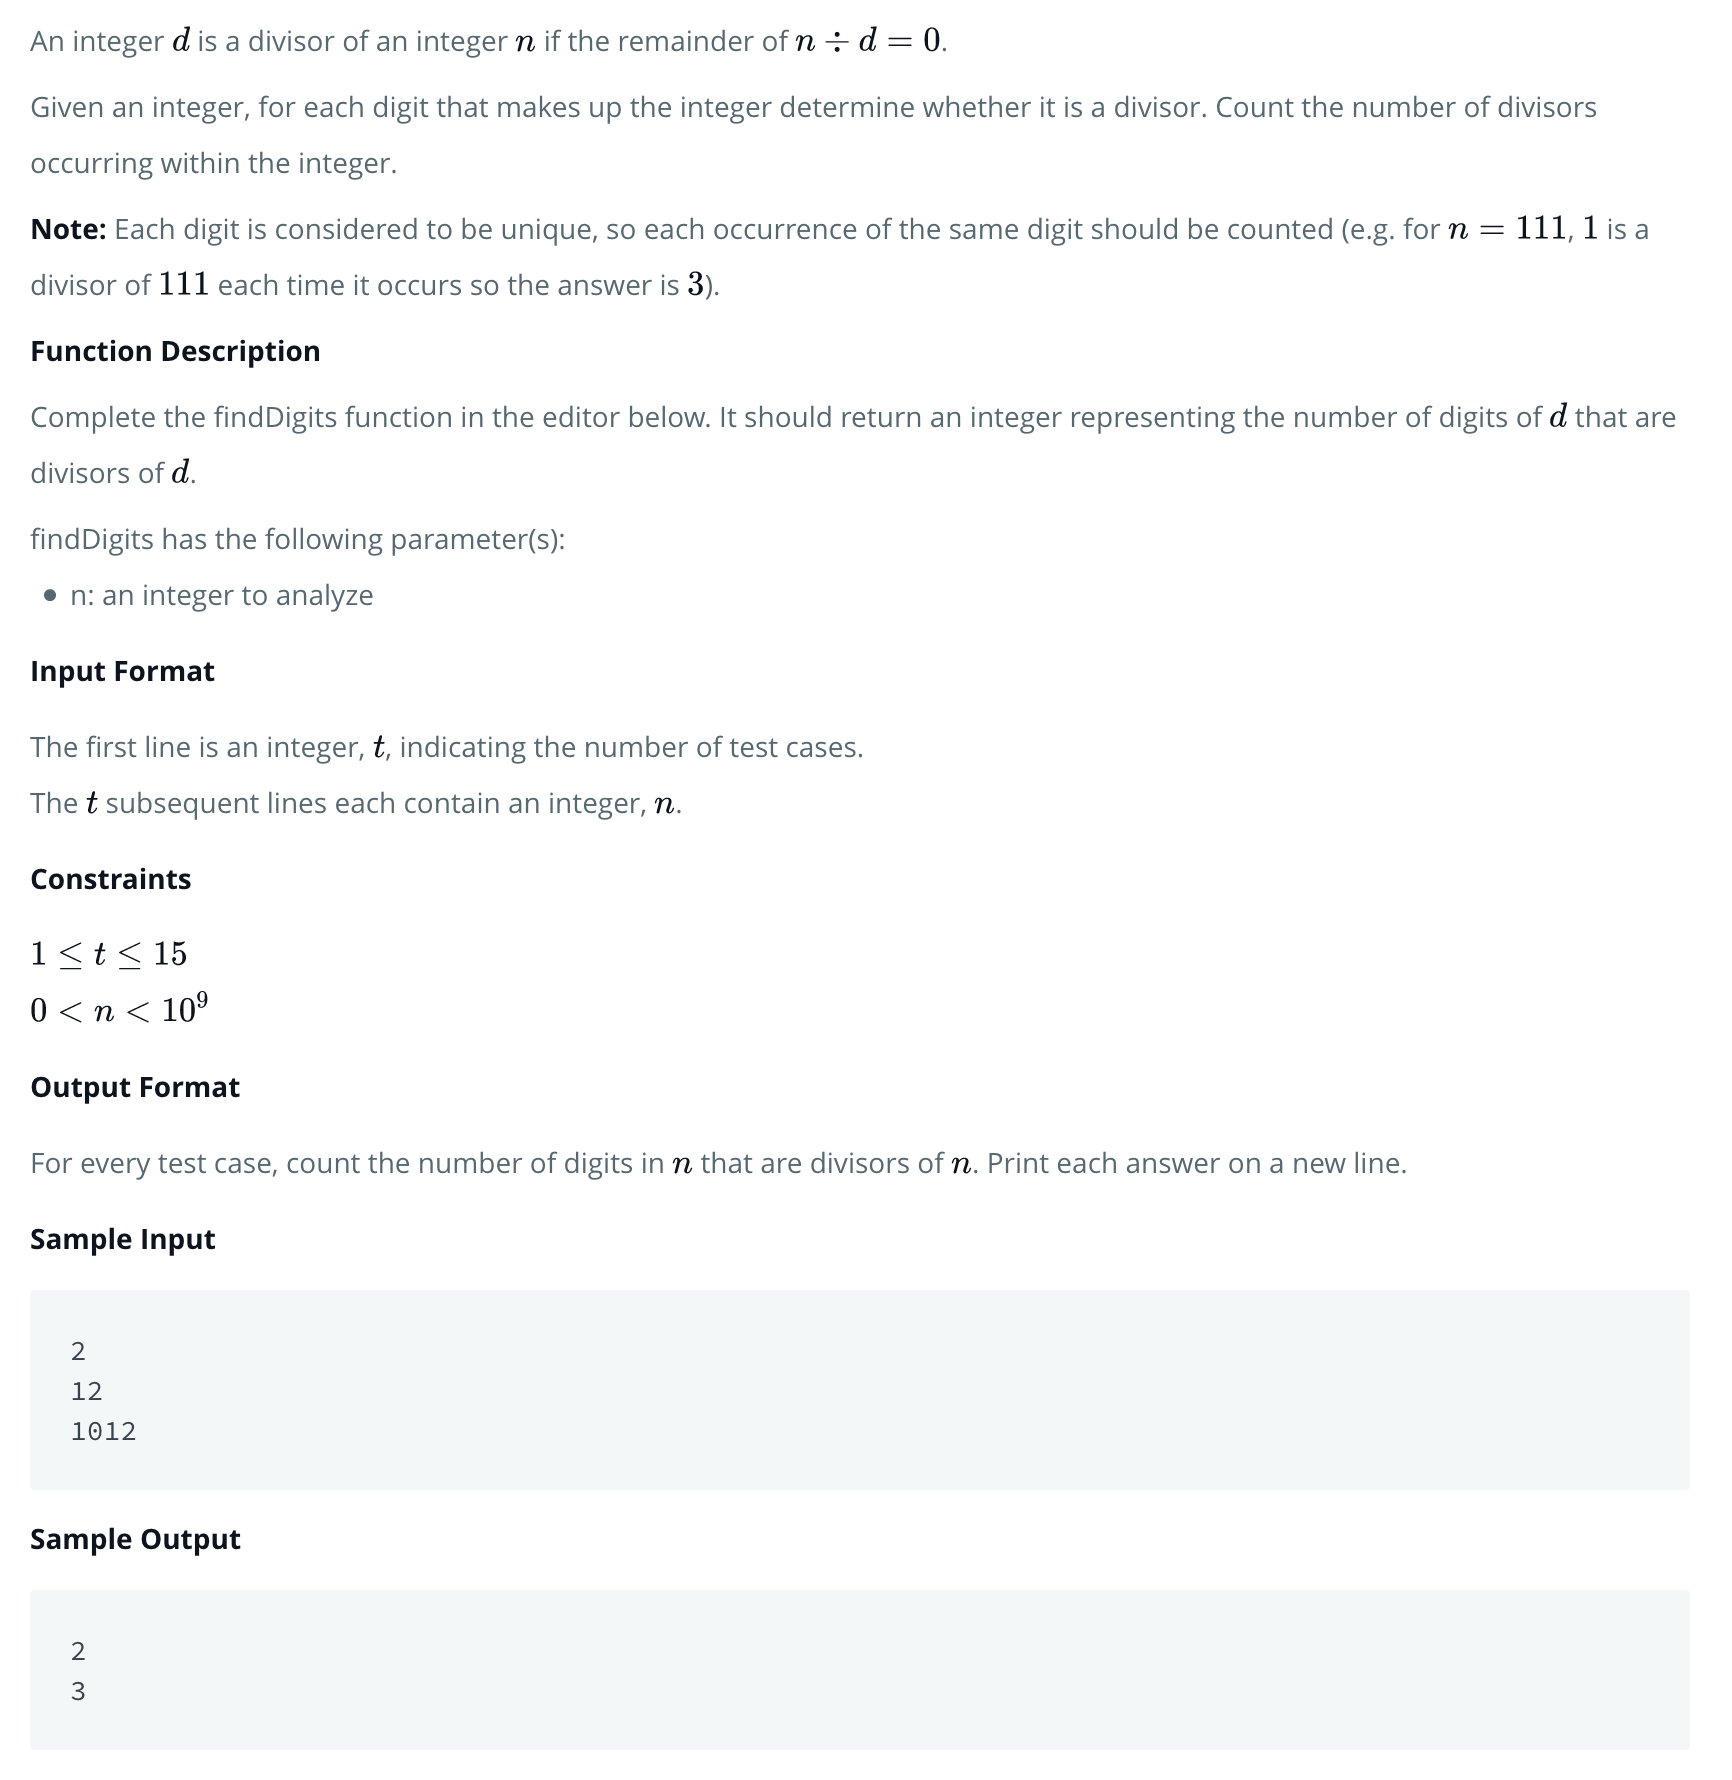 An integer d is a divisor of an integer n if the remainder of n ÷ d = 0.
Given an integer, for each digit that makes up the integer determine whether it is a divisor. Count the number of divisors
occurring within the integer.
Note: Each digit is considered to be unique, so each occurrence of the same digit should be counted (e.g. for n = 111, 1 is a
divisor of 111 each time it occurs so the answer is 3).
Function Description
Complete the findDigits function in the editor below. It should return an integer representing the number of digits of d that are
divisors of d.
findDigits has the following parameter(s):
• n: an integer to analyze
Input Format
The first line is an integer, t, indicating the number of test cases.
The t subsequent lines each contain an integer, n.
Constraints
1 ≤ t ≤ 15
0 < n < 10⁹
Output Format
For every test case, count the number of digits in n that are divisors of n. Print each answer on a new line.
Sample Input
2
12
1012
Sample Output
2
3